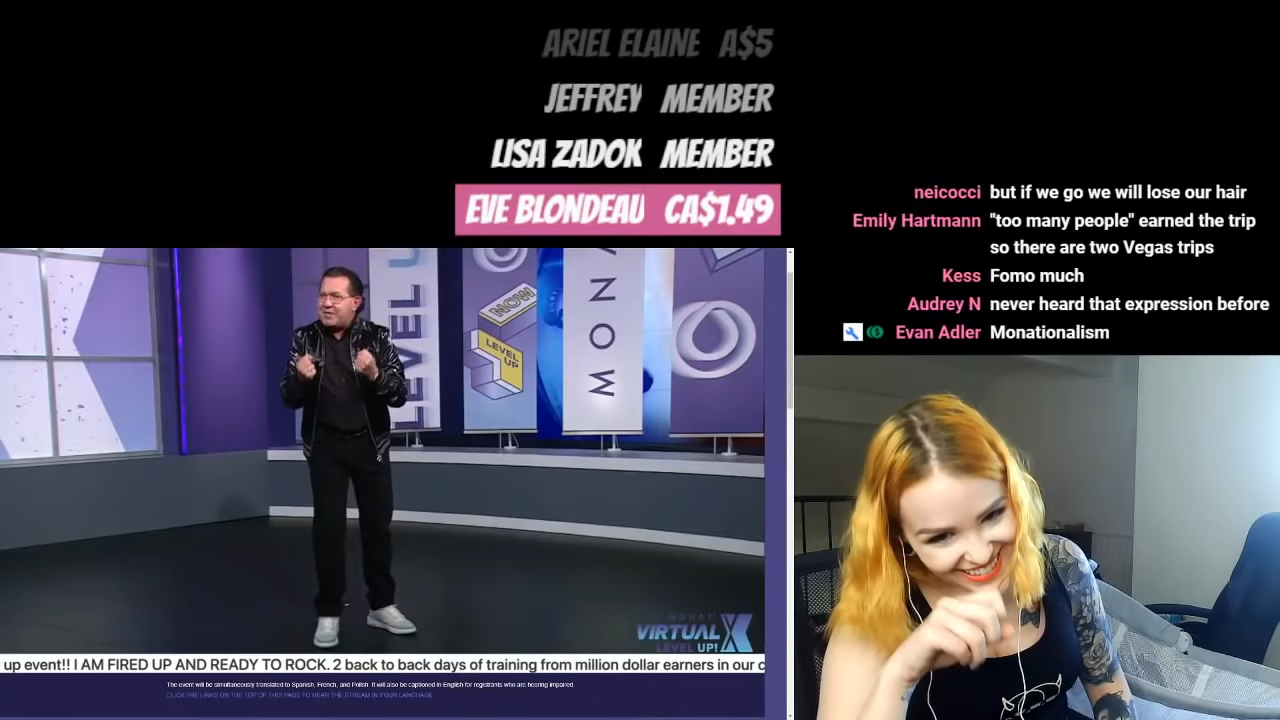 ARIEL ELAINE A$5
JEFFREY MEMBER
LISA ZADOK MEMBER
EVE BLONDEAU CA$1.49
neicocci but if we go we will lose our hair
Emily Hartmann "too many people" earned the trip
so there are two Vegas trips
Kess Fomo much
Audrey N never heard that expression before
Evan Adler Monationalism
LEVEL U
NOW
LEVEL
UP
MONA
MONAT
VIRTUAL X
LEVEL UP!
up event!! I AM FIRED UP AND READY TO ROCK. 2 back to back days of training from million dollar earners in our c
The event will be simultaneously translated to Spanish, French, and Polish. It will also be captioned in English for registrants who are hearing impaired.
CLICK THE LINKS ON THE TOP OF THIS PAGE TO HEAR THE STREAM IN YOUR LANGUAGE